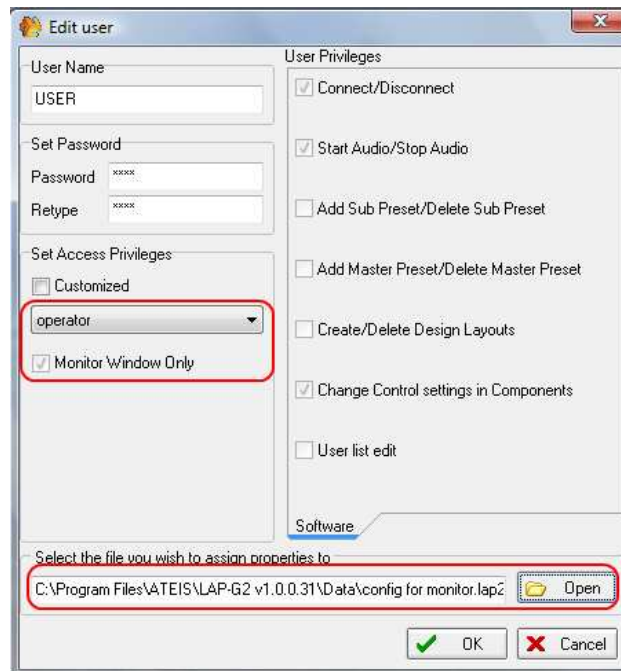 Edit user
User Name
USER
Set Password
Password ****
Retype ****
Set Access Privileges
Customized
operator
Monitor Window Only
User Privileges
Connect/Disconnect
Start Audio/Stop Audio
Add Sub Preset/Delete Sub Preset
Add Master Preset/Delete Master Preset
Create/Delete Design Layouts
Change Control settings in Components
User list edit
Software
Select the file you wish to assign properties to
C:\Program Files\ATEIS\LAP-G2 v1.0.0.31\Data\config for monitor.lap2
Open
OK
Cancel